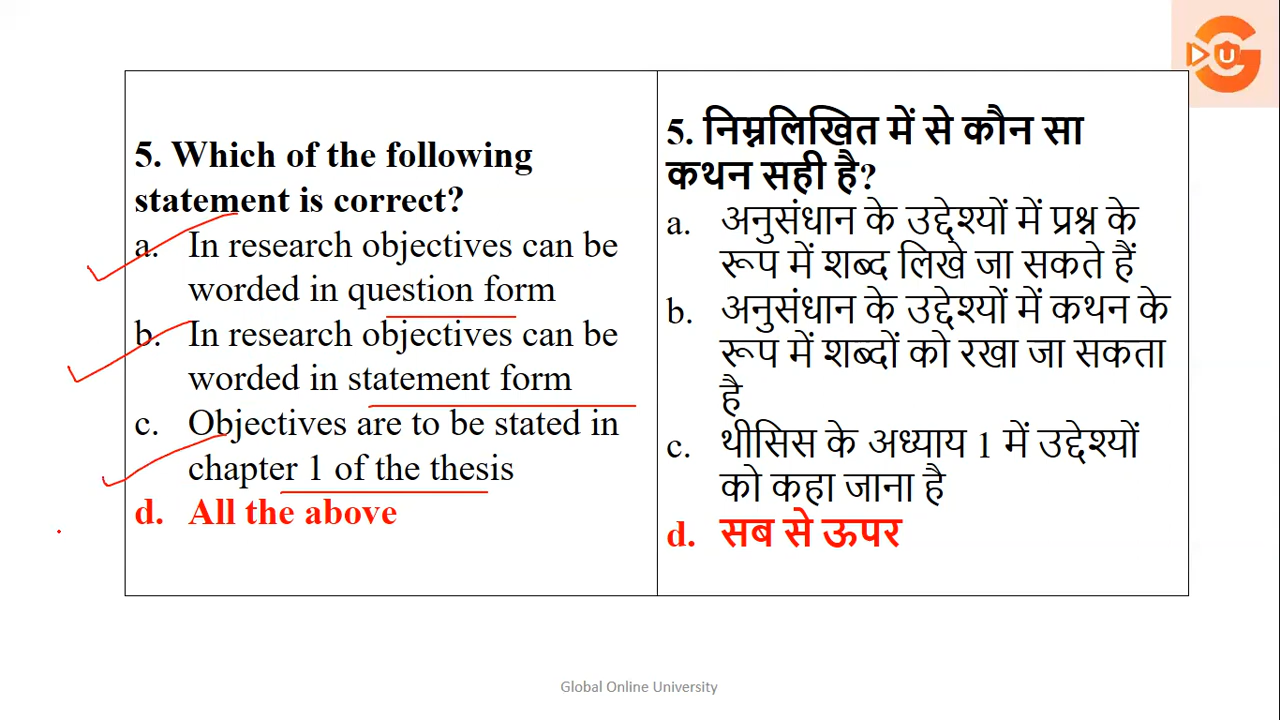 U
5. Which of the following
statement is correct?
a. In research objectives can be
worded in question form
b. In research objectives can be
worded in statement form
c. Objectives are to be stated in
chapter 1 of the thesis
d. All the above
5. निम्नलिखित में से कौन सा
कथन सही है?
a. अनुसंधान के उद्देश्यों में प्रश्न के
रूप में शब्द लिखे जा सकते हैं
b. अनुसंधान के उद्देश्यों में कथन के
रूप में शब्दों को रखा जा सकता
है
c. थीसिस के अध्याय 1 में उद्देश्यों
को कहा जाना है
d. सब से ऊपर
Global Online University